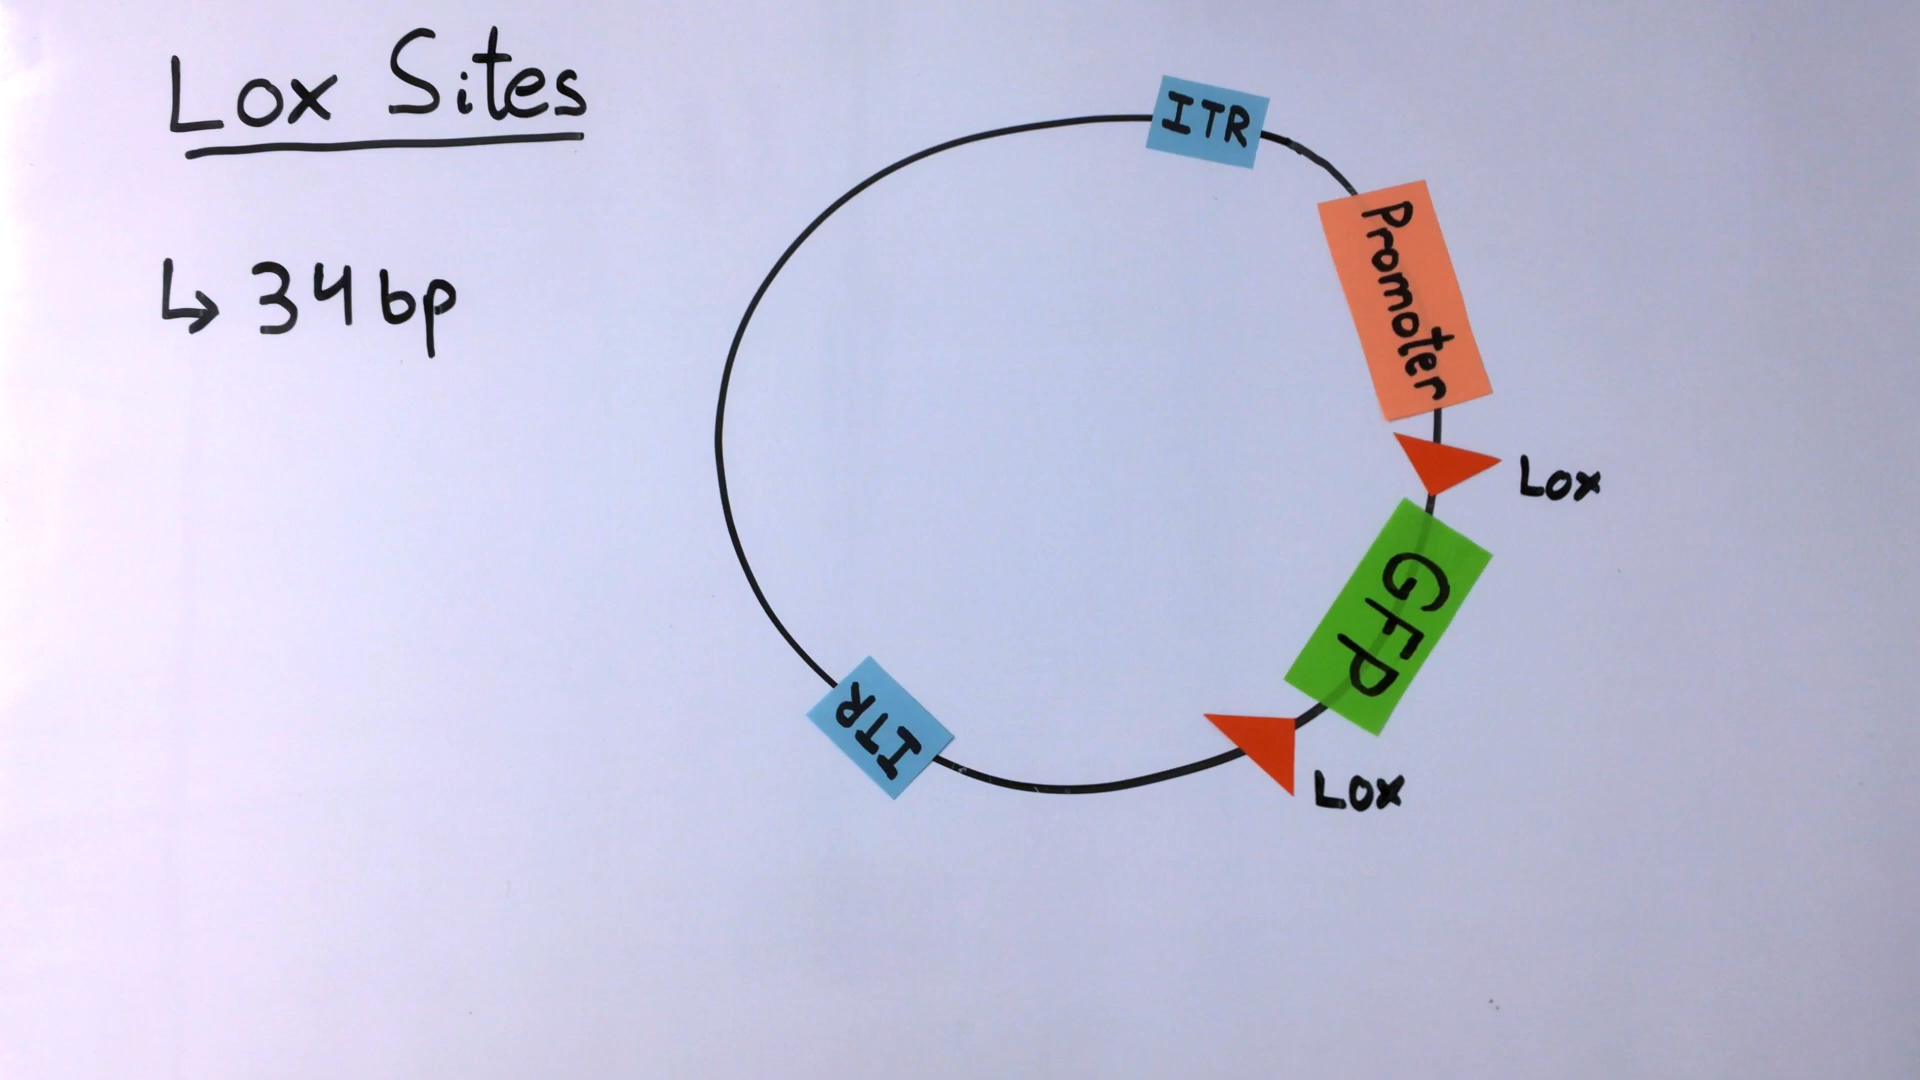 Lox Sites
↳ 34 bp
ITR
Promoter
Lox
GFP
Lox
ITR